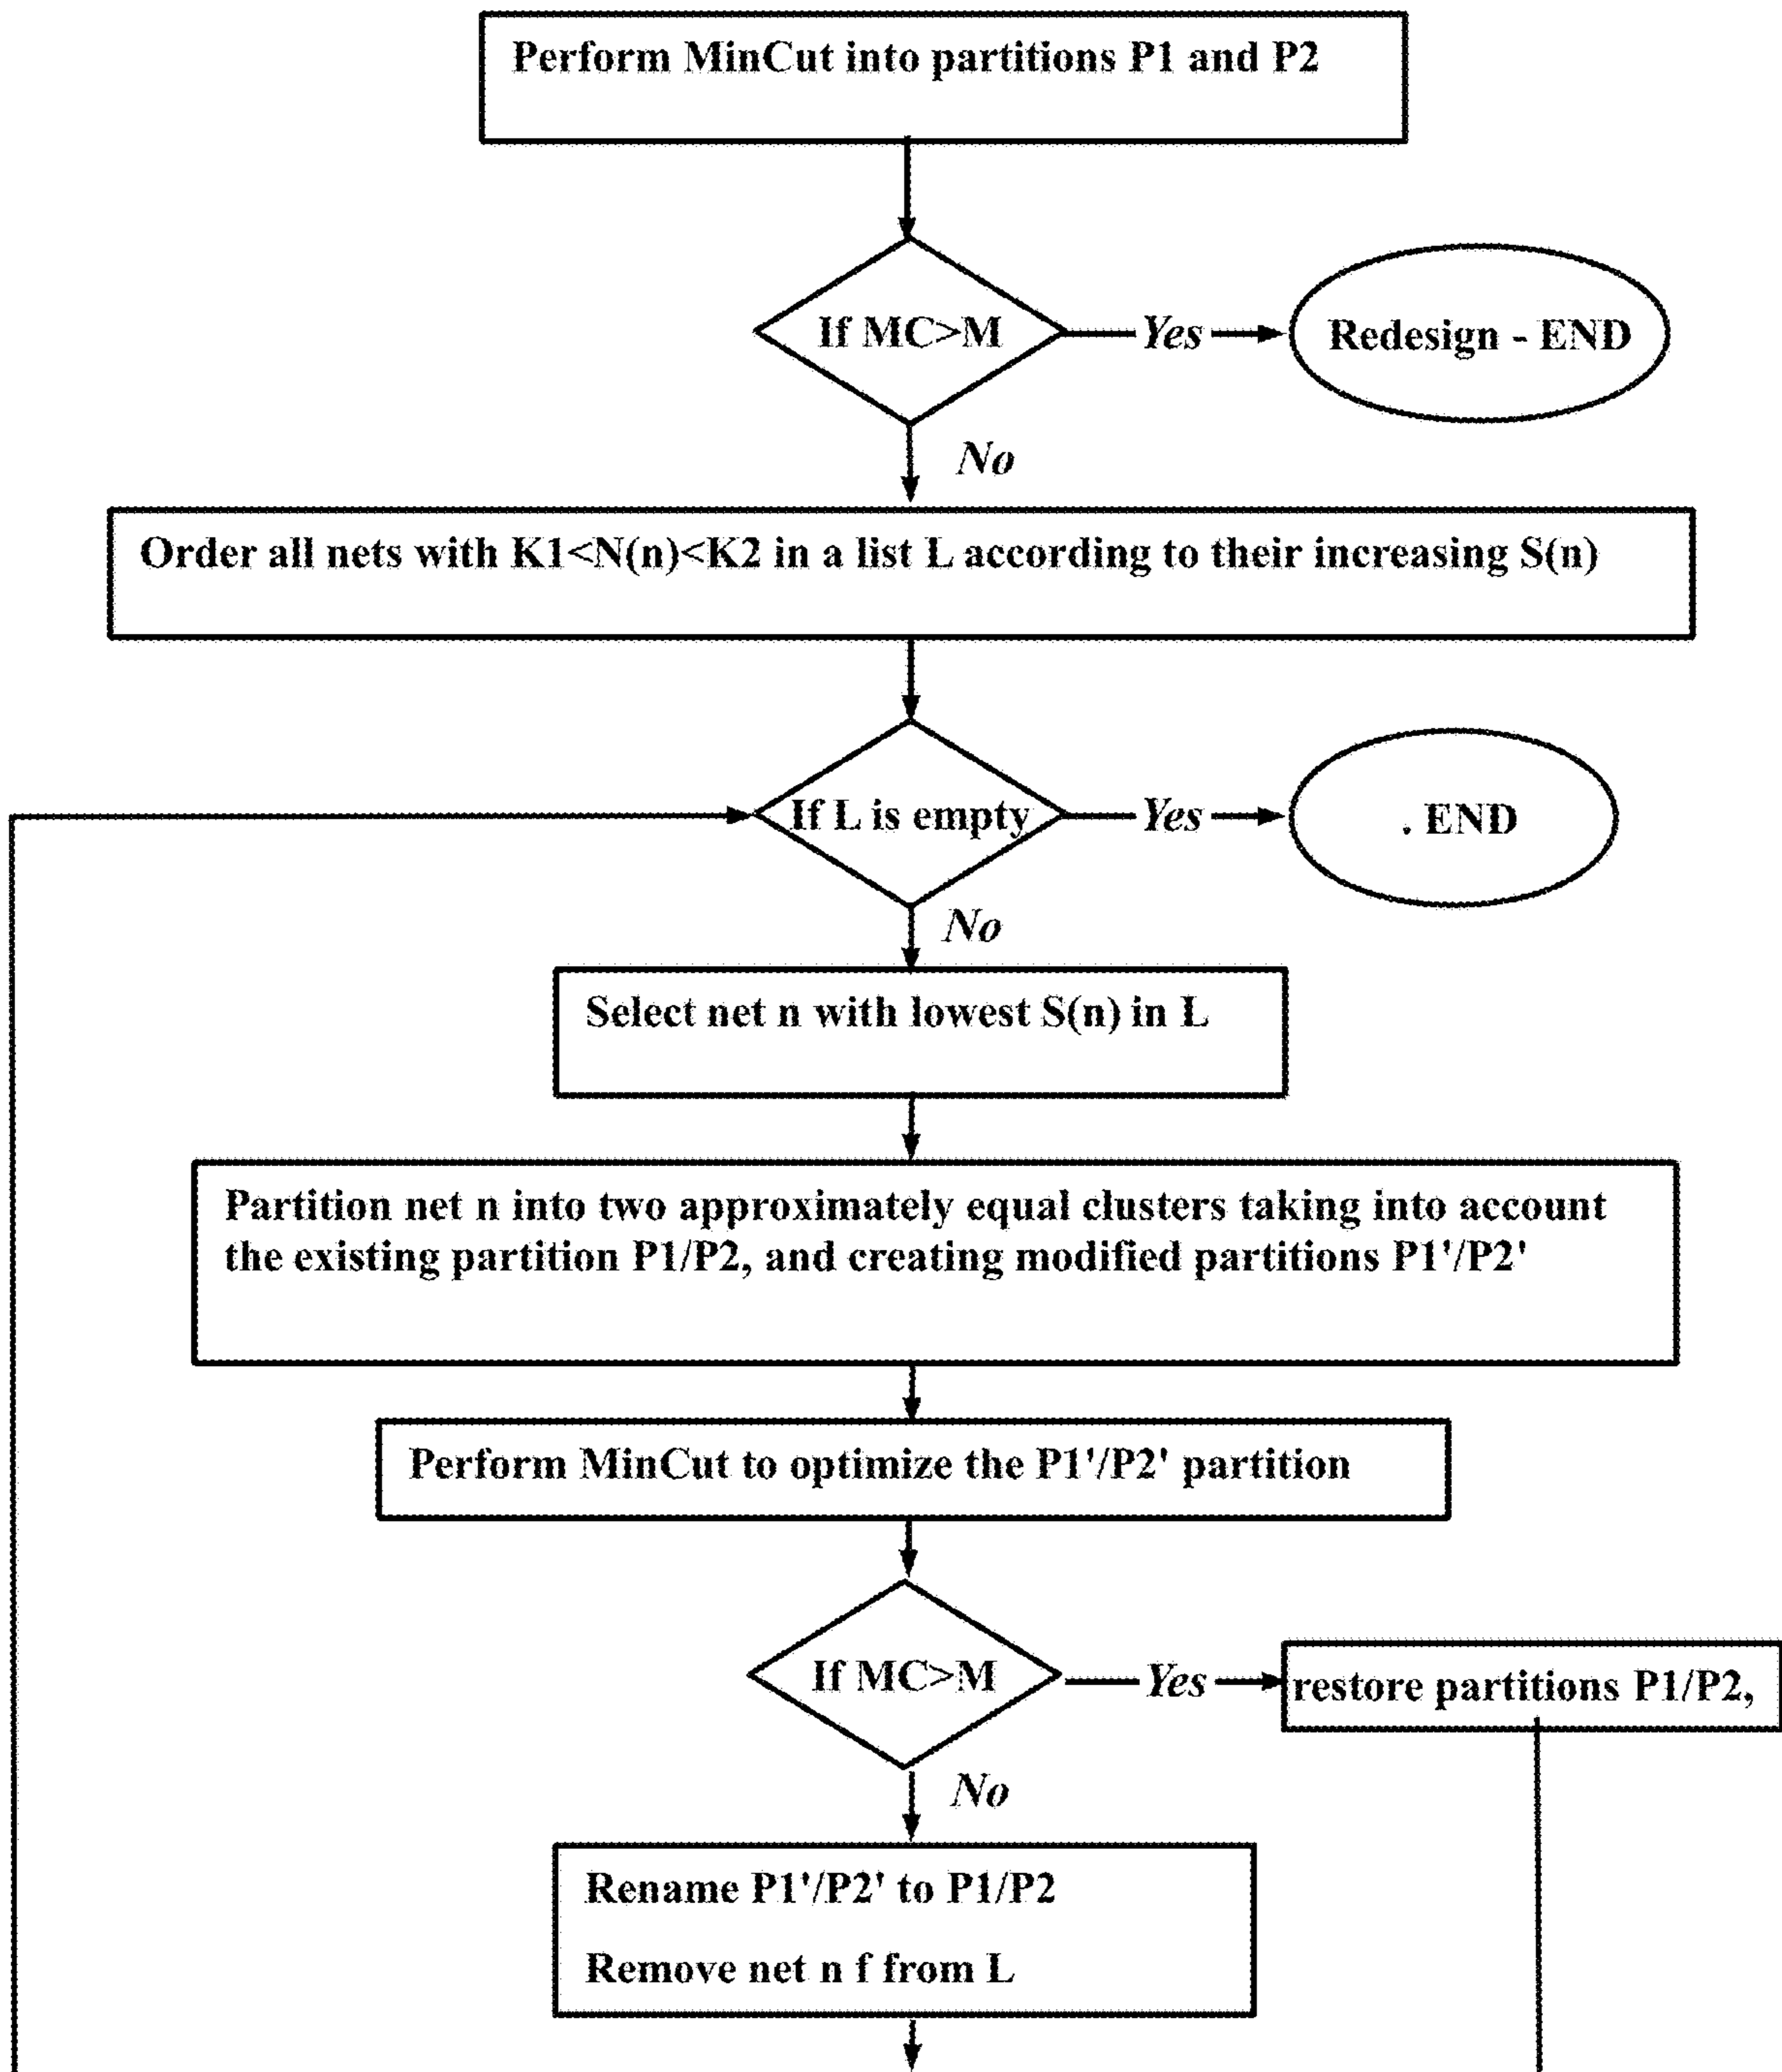 Perform MinCut into partitions P1 and P2
If MC>M
Yes
Redesign - END
No
Order all nets with K1<N(n)<K2 in a list L according to their increasing S(n)
If L is empty
Yes
. END
No
Select net n with lowest S(n) in L
Partition net n into two approximately equal clusters taking into account
the existing partition P1/P2, and creating modified partitions P1'/P2'
Perform MinCut to optimize the P1'/P2' partition
If MC>M
Yes
restore partitions P1/P2,
No
Rename P1'/P2' to P1/P2
Remove net n f from L